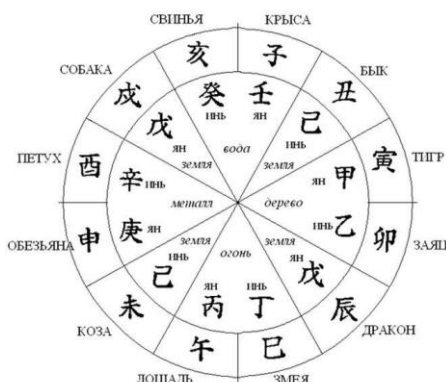 СВИНЬЯ
КРЫСА
СОБАКА
亥
子
БЫК
戌
癸
壬
丑
инь
ян
戊
己
ПЕТУХ
ян
вода
инь
寅
ТИГР
酉
земля
земля
ян
甲
辛
инь
металл
дерево
申
庚
ян
инь
乙
卯
ОБЕЗЬЯНА
земля
огонь
земля
ЗАЯЦ
инь
ян
己
ян
инь
戊
未
丙
丁
辰
КОЗА
午
巳
ДРАКОН
ЛОШАДЬ
ЗМЕЯ